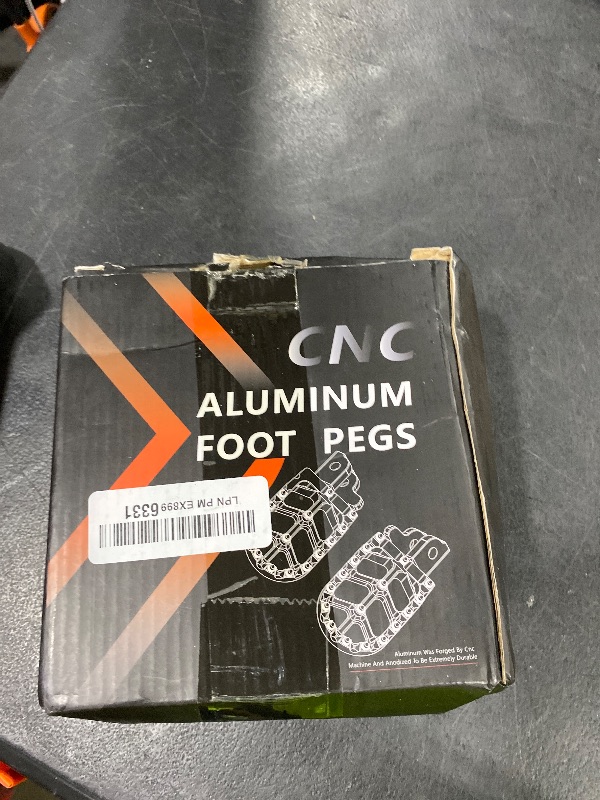 CNC
ALUMINUM
FOOT PEGS
LPN PM EX899 6331
Aluminum Was Forged By Cnc
Machine And Anodized To Be Extremely Durable